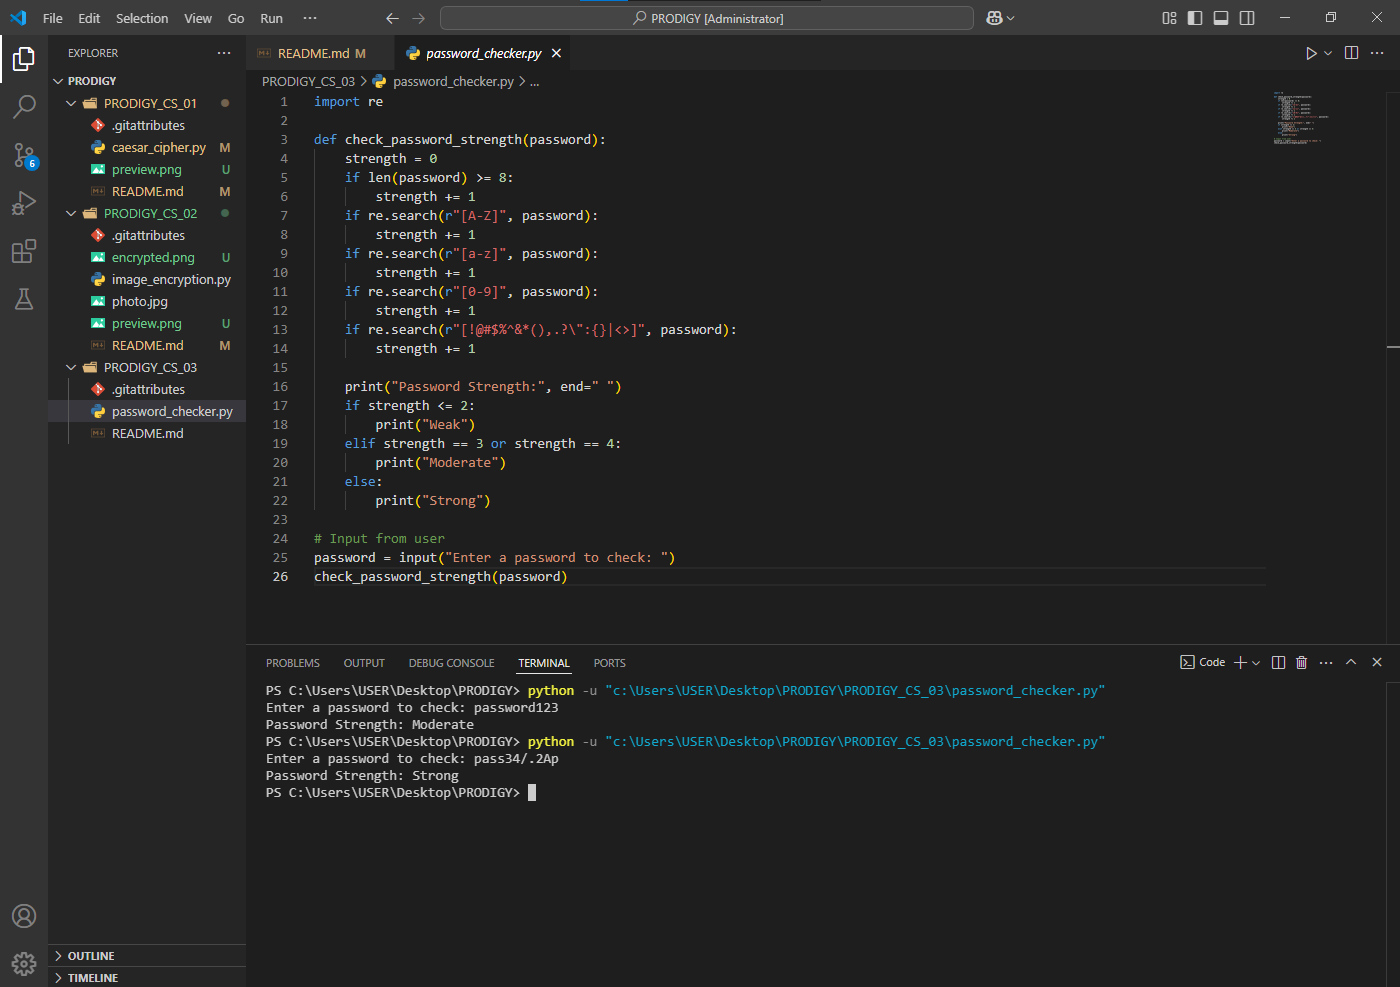 File Edit Selection View Go Run ··· PRODIGY [Administrator]
EXPLORER ···
PRODIGY
PRODIGY_CS_01
.gitattributes
caesar_cipher.py M
preview.png U
README.md M
PRODIGY_CS_02
.gitattributes
encrypted.png U
image_encryption.py
photo.jpg
preview.png U
README.md M
PRODIGY_CS_03
.gitattributes
password_checker.py
README.md
OUTLINE
TIMELINE
6
README.md M password_checker.py
PRODIGY_CS_03 > password_checker.py > ...
1 import re
2
3 def check_password_strength(password):
4 strength = 0
5 if len(password) >= 8:
6 strength += 1
7 if re.search(r"[A-Z]", password):
8 strength += 1
9 if re.search(r"[a-z]", password):
10 strength += 1
11 if re.search(r"[0-9]", password):
12 strength += 1
13 if re.search(r"[!@#$%^&*(),.?\":{}|<>]", password):
14 strength += 1
15
16 print("Password Strength:", end=" ")
17 if strength <= 2:
18 print("Weak")
19 elif strength == 3 or strength == 4:
20 print("Moderate")
21 else:
22 print("Strong")
23
24 # Input from user
25 password = input("Enter a password to check: ")
26 check_password_strength(password)
PROBLEMS OUTPUT DEBUG CONSOLE TERMINAL PORTS Code
PS C:\Users\USER\Desktop\PRODIGY> python -u "c:\Users\USER\Desktop\PRODIGY\PRODIGY_CS_03\password_checker.py"
Enter a password to check: password123
Password Strength: Moderate
PS C:\Users\USER\Desktop\PRODIGY> python -u "c:\Users\USER\Desktop\PRODIGY\PRODIGY_CS_03\password_checker.py"
Enter a password to check: pass34/.2Ap
Password Strength: Strong
PS C:\Users\USER\Desktop\PRODIGY>